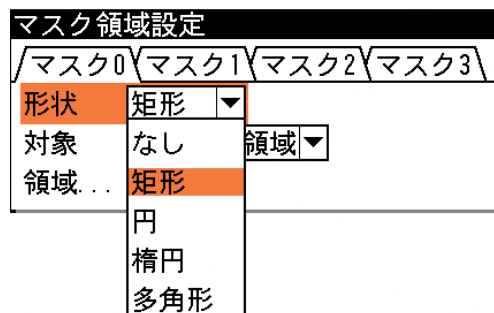 マスク領域設定
マスク0 マスク1 マスク2 マスク3
形状 矩形
対象 なし 領域
領域... 矩形
円
楕円
多角形